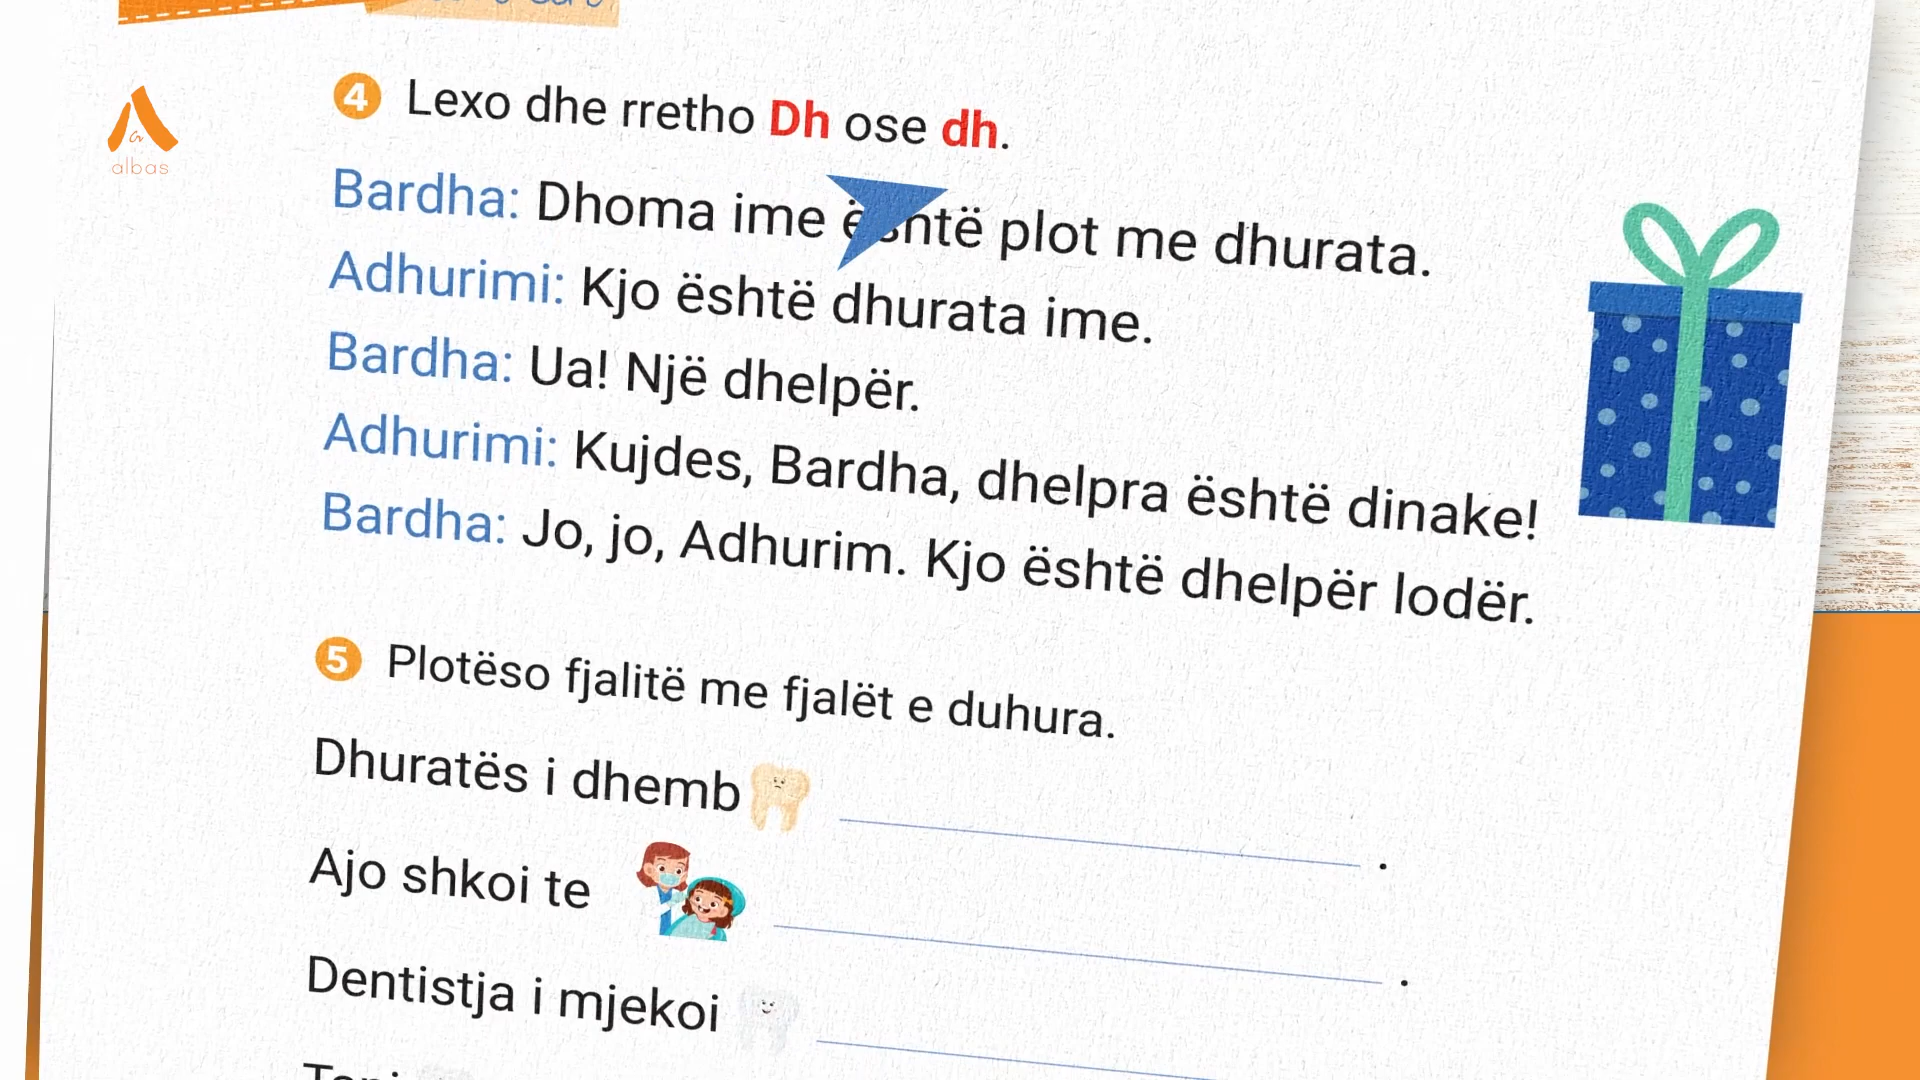 albas
4 Lexo dhe rretho Dh ose dh.
Bardha: Dhoma ime është plot me dhurata.
Adhurimi: Kjo është dhurata ime.
Bardha: Ua! Një dhelpër.
Adhurimi: Kujdes, Bardha, dhelpra është dinake!
Bardha: Jo, jo, Adhurim. Kjo është dhelpër lodër.
5 Plotëso fjalitë me fjalët e duhura.
Dhuratës i dhemb .
Ajo shkoi te .
Dentistja i mjekoi